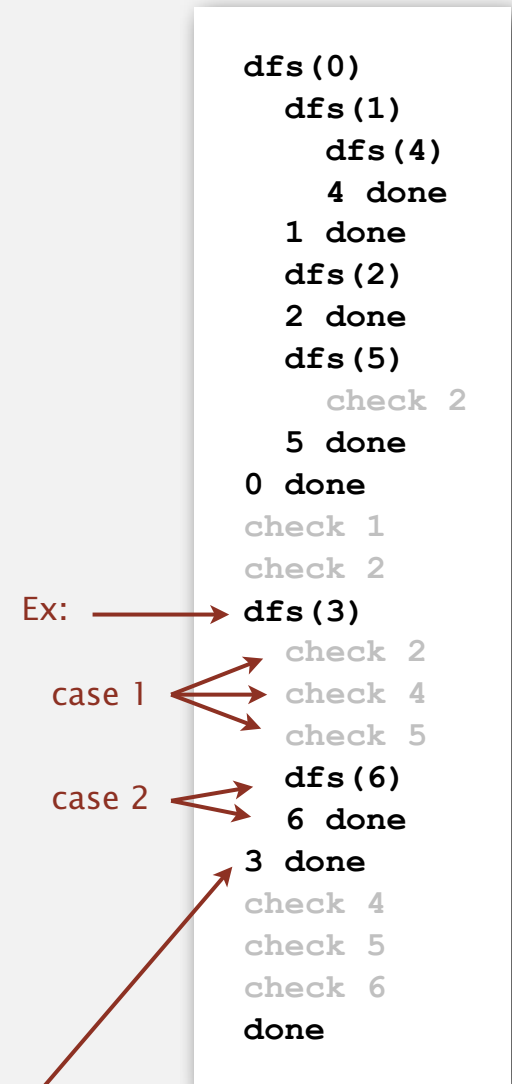 dfs(0)
dfs(1)
dfs(4)
4 done
1 done
dfs(2)
2 done
dfs(5)
check 2
5 done
0 done
check 1
check 2
Ex: dfs(3)
check 2
case 1 check 4
check 5
dfs(6)
case 2
6 done
3 done
check 4
check 5
check 6
done